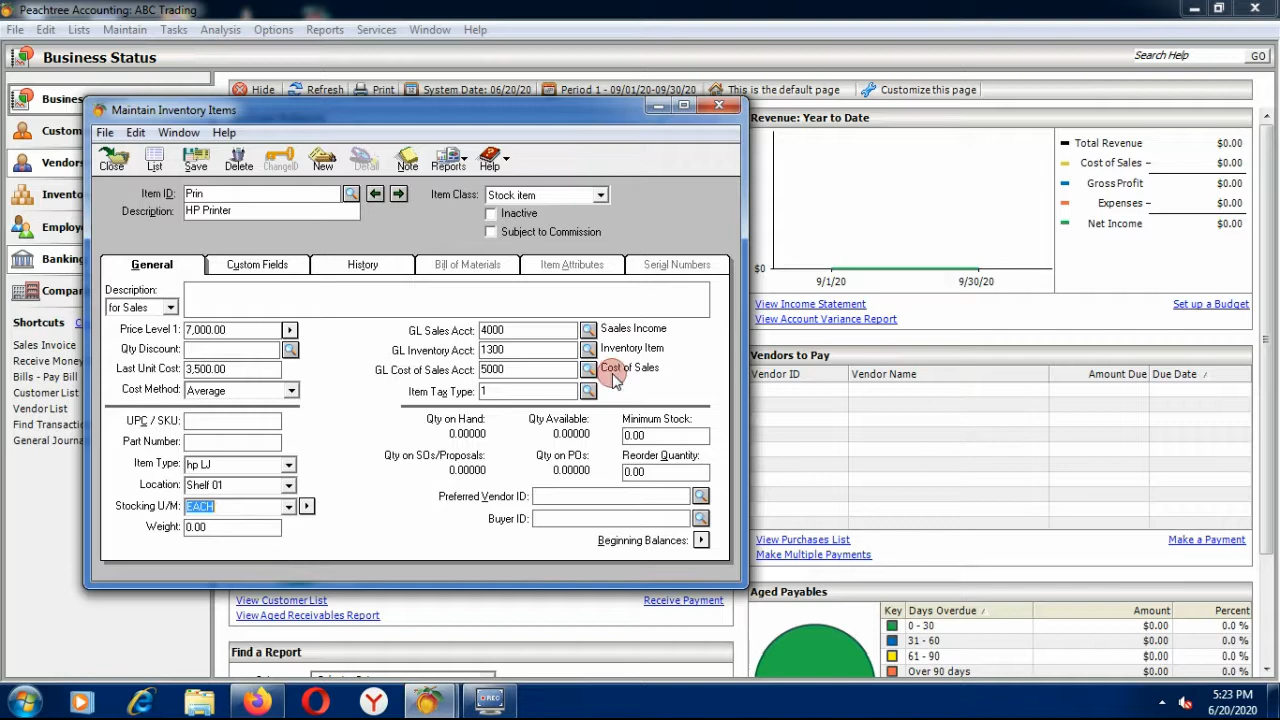 Peachtree Accounting: ABC Trading
File Edit Lists Maintain Tasks Analysis Options Reports Services Window Help
Business Status
Search Help GO
Hide Refresh Print System Date: 06/20/20 Period 1 - 09/01/20-09/30/20 This is the default page Customize this page
Maintain Inventory Items
File Edit Window Help
Close List Save Delete ChangeID New Detail Note Reports Help
Item ID: Prin
Item Class: Stock item
Description: HP Printer
Inactive
Subject to Commission
General Custom Fields History Bill of Materials Item Attributes Serial Numbers
Description:
for Sales
Price Level 1: 7,000.00
GL Sales Acct: 4000 Saales Income
Qty Discount:
GL Inventory Acct: 1300 Inventory Item
Last Unit Cost: 3,500.00
GL Cost of Sales Acct: 5000 Cost of Sales
Cost Method: Average
Item Tax Type: 1
UPC / SKU:
Qty on Hand: Qty Available: Minimum Stock:
0.00000 0.00000 0.00
Part Number:
Qty on SOs/Proposals: Qty on POs: Reorder Quantity:
0.00000 0.00000 0.00
Item Type: hp LJ
Location: Shelf 01
Preferred Vendor ID:
Stocking U/M: EACH
Buyer ID:
Weight: 0.00
Beginning Balances:
Busine
Custom
Vendors
Invento
Employe
Banking
Compar
Shortcuts C
Sales Invoice
Receive Money
Bills - Pay Bill
Customer List
Vendor List
Find Transactio
General Journa
Revenue: Year to Date
Total Revenue $0.00
Cost of Sales $0.00
Gross Profit $0.00
Expenses $0.00
Net Income $0.00
$0
9/1/20 9/30/20
View Income Statement Set up a Budget
View Account Variance Report
Vendors to Pay
Vendor ID Vendor Name Amount Due Due Date /
View Purchases List Make a Payment
Make Multiple Payments
View Customer List Receive Payment
View Aged Receivables Report
Find a Report
Aged Payables
Key Days Overdue / Amount Percent
0 - 30 $0.00 0.0 %
31 - 60 $0.00 0.0 %
61 - 90 $0.00 0.0 %
Over 90 days $0.00 0.0 %
REC
5:23 PM
6/20/2020